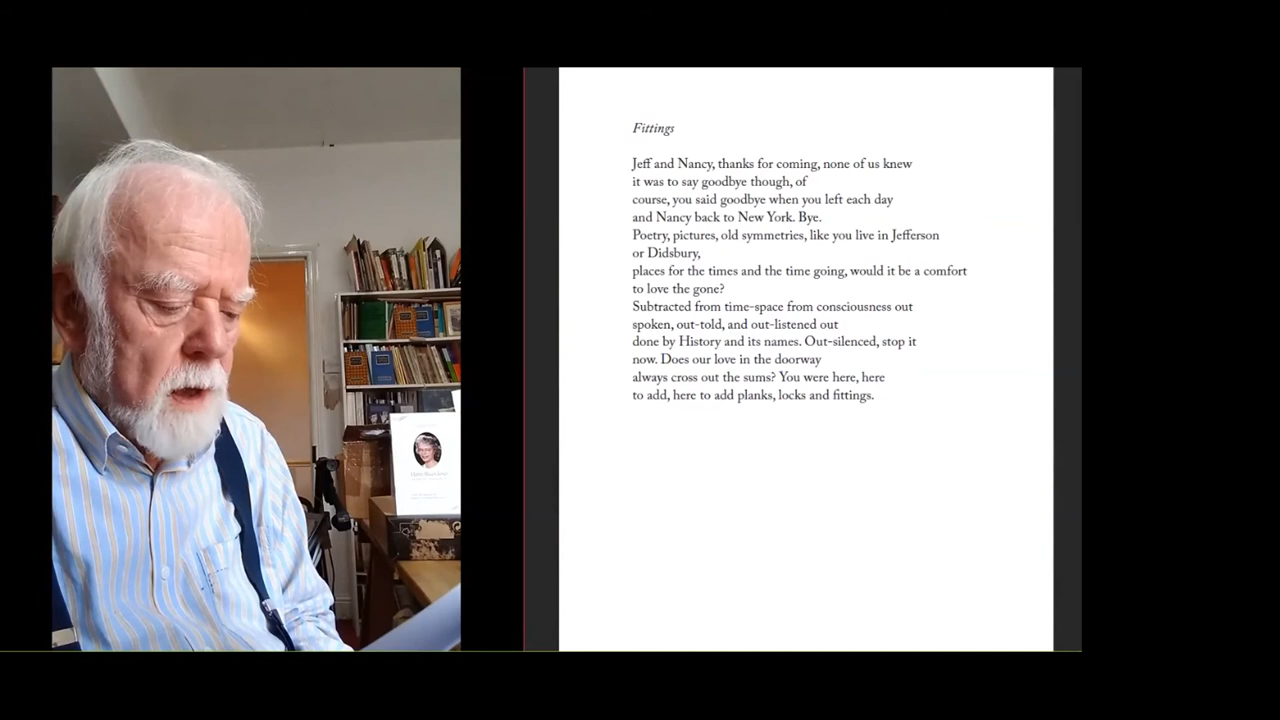 Fittings
Jeff and Nancy, thanks for coming, none of us knew
it was to say goodbye though, of
course, you said goodbye when you left each day
and Nancy back to New York. Bye.
Poetry, pictures, old symmetries, like you live in Jefferson
or Didsbury,
places for the times and the time going, would it be a comfort
to love the gone?
Subtracted from time-space from consciousness out
spoken, out-told, and out-listened out
done by History and its names. Out-silenced, stop it
now. Does our love in the doorway
always cross out the sums? You were here, here
to add, here to add planks, locks and fittings.